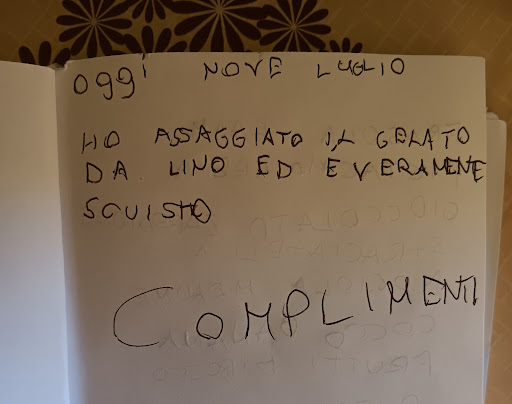 oggi NOVE LUGLIO
HO ASSAGGIATO IL GELATO
DA LINO ED E VERAMENTE
SQUISITO
COMPLIMENTI